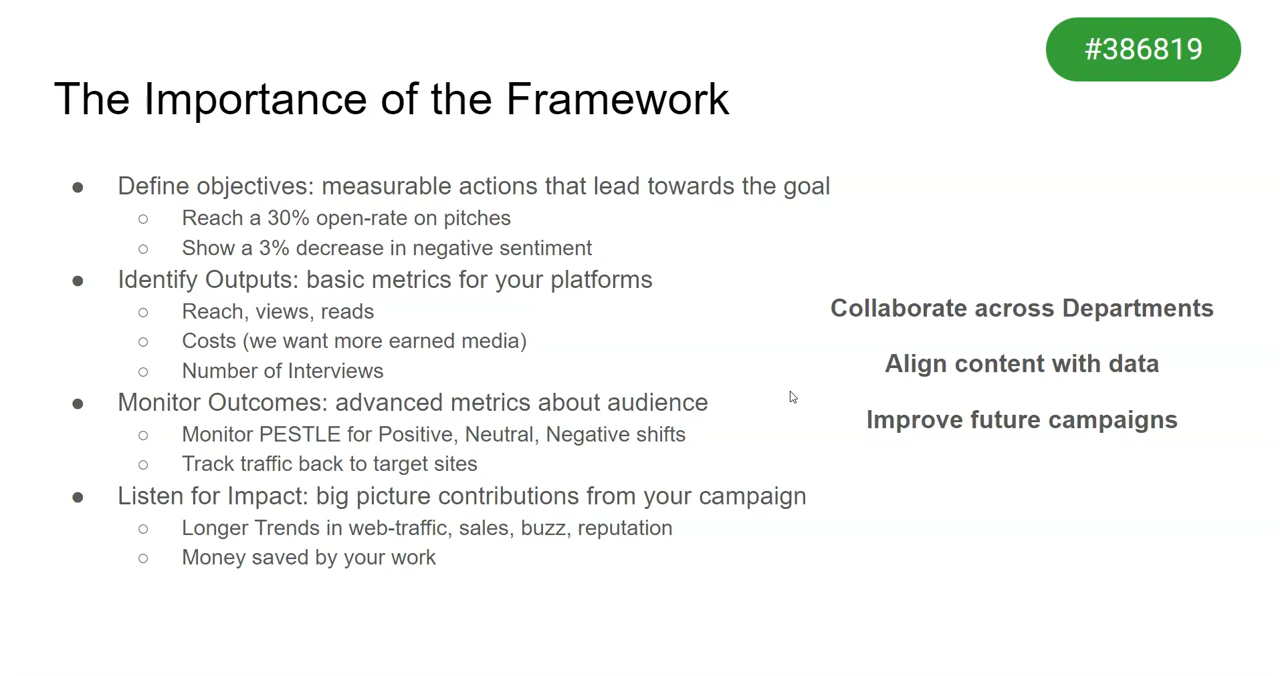 #386819
The Importance of the Framework
● Define objectives: measurable actions that lead towards the goal
○ Reach a 30% open-rate on pitches
○ Show a 3% decrease in negative sentiment
● Identify Outputs: basic metrics for your platforms
○ Reach, views, reads
○ Costs (we want more earned media)
○ Number of Interviews
● Monitor Outcomes: advanced metrics about audience
○ Monitor PESTLE for Positive, Neutral, Negative shifts
○ Track traffic back to target sites
● Listen for Impact: big picture contributions from your campaign
○ Longer Trends in web-traffic, sales, buzz, reputation
○ Money saved by your work
Collaborate across Departments
Align content with data
Improve future campaigns